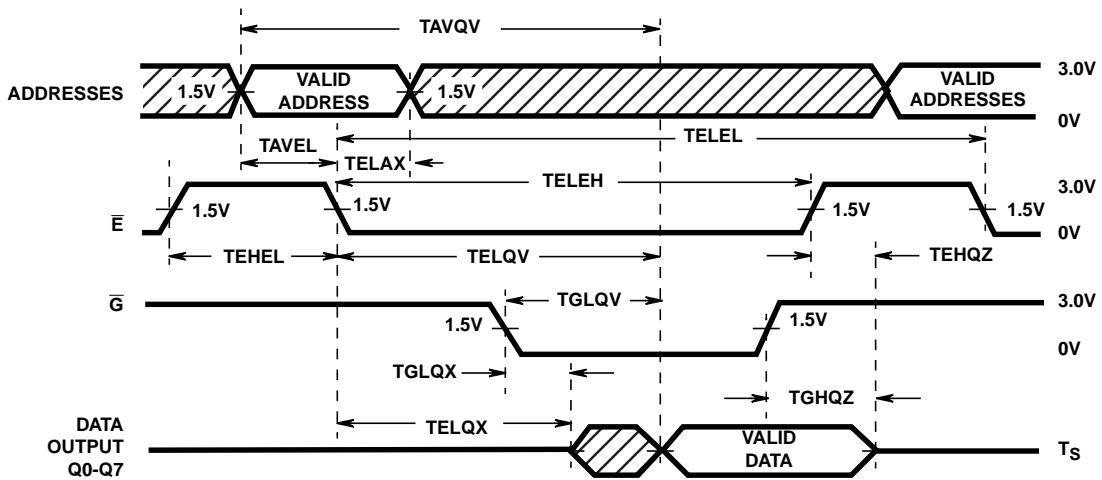 TAVQV
ADDRESSES
1.5V
VALID
ADDRESS
1.5V
VALID
ADDRESSES
3.0V
0V
TAVEL
TELAX
TELEL
TELEH
E
1.5V
1.5V
1.5V
1.5V
3.0V
0V
TEHEL
TELQV
TEHQZ
G
TGLQV
1.5V
1.5V
3.0V
0V
TGLQX
TGHQZ
TELQX
DATA
OUTPUT
Q0-Q7
VALID
DATA
TS